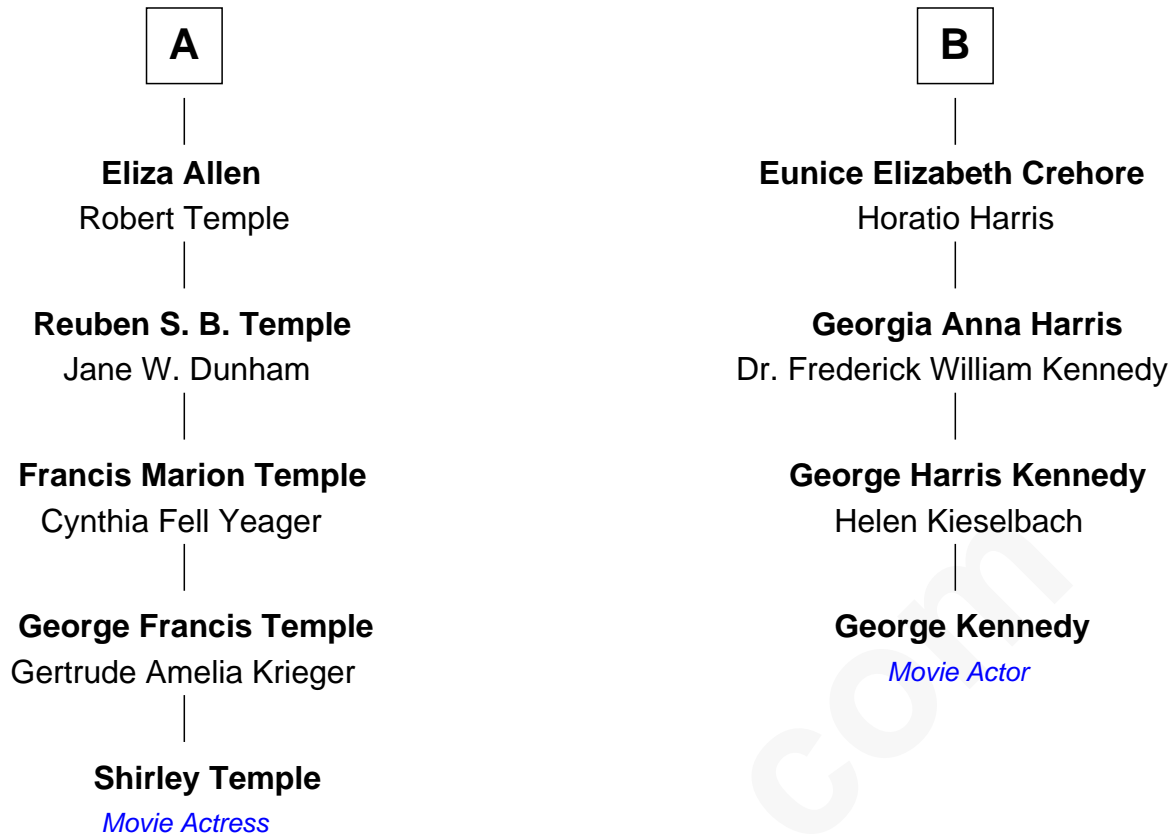 A
Eliza Allen
Robert Temple
Reuben S. B. Temple
Jane W. Dunham
Francis Marion Temple
Cynthia Fell Yeager
George Francis Temple
Gertrude Amelia Krieger
Shirley Temple
Movie Actress
B
Eunice Elizabeth Crehore
Horatio Harris
Georgia Anna Harris
Dr. Frederick William Kennedy
George Harris Kennedy
Helen Kieselbach
George Kennedy
Movie Actor
com